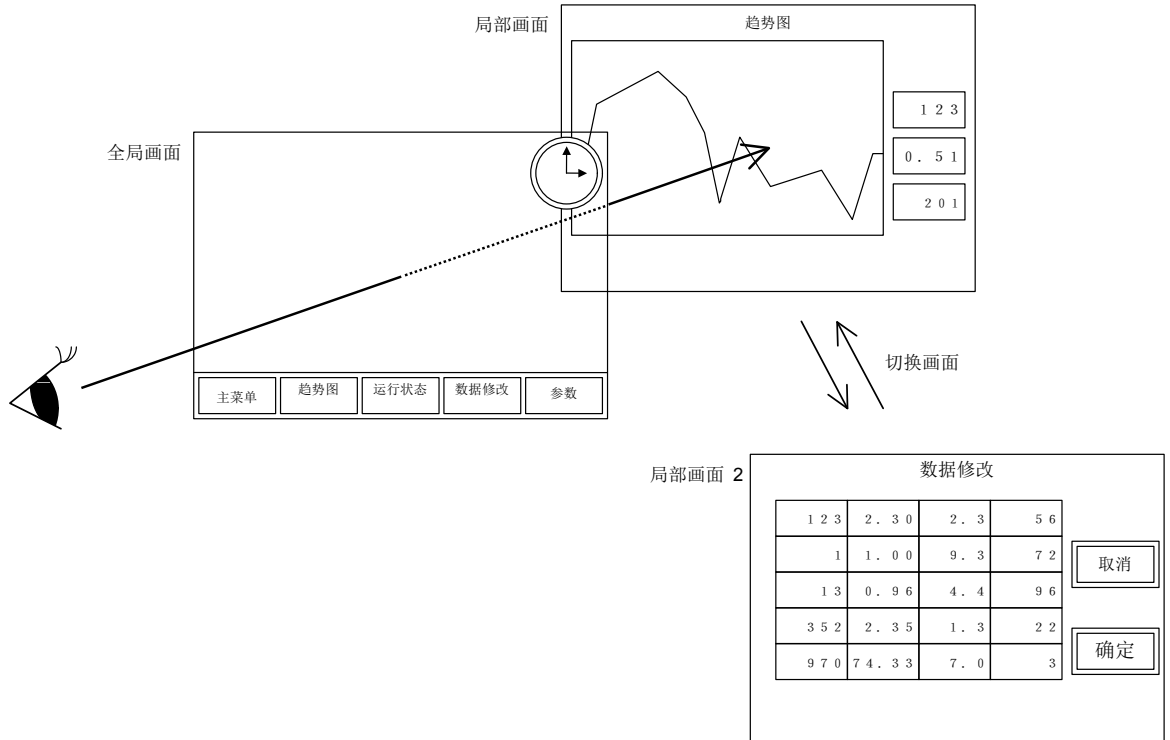 局部画面
趋势图
123
0.51
201
全局画面
主菜单 趋势图 运行状态 数据修改 参数
切换画面
局部画面 2
数据修改
123 2.30 2.3 56
1 1.00 9.3 72
13 0.96 4.4 96
352 2.35 1.3 22
970 74.33 7.0 3
取消
确定